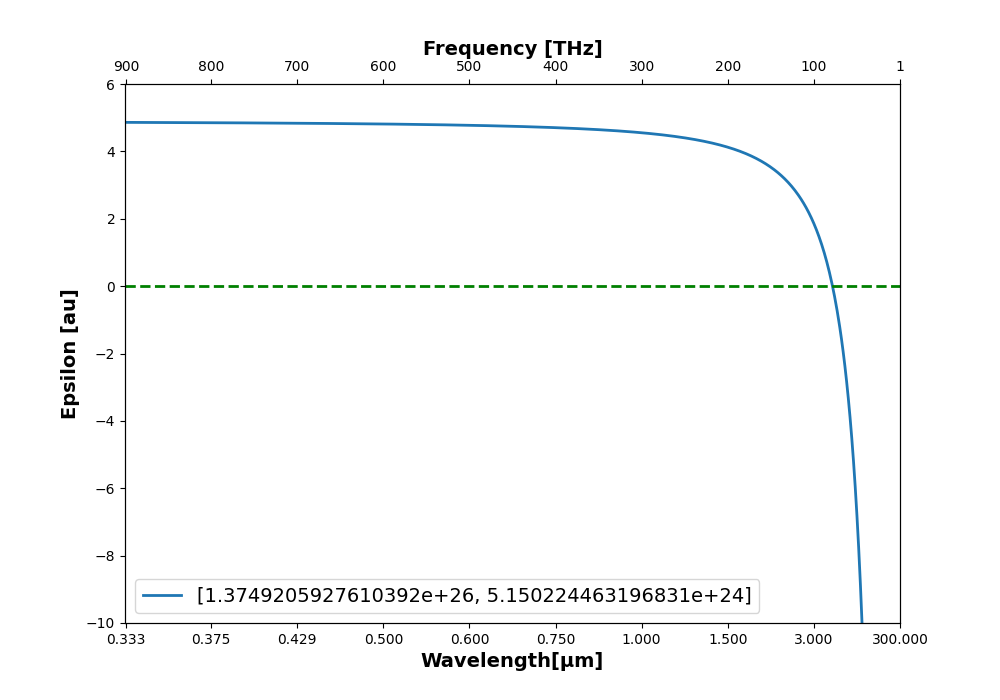 Frequency [THz]
900 800 700 600 500 400 300 200 100 1
6
4
2
0
−2
−4
−6
−8
−10
Epsilon [au]
[1.3749205927610392e+26, 5.150224463196831e+24]
0.333 0.375 0.429 0.500 0.600 0.750 1.000 1.500 3.000 300.000
Wavelength[μm]